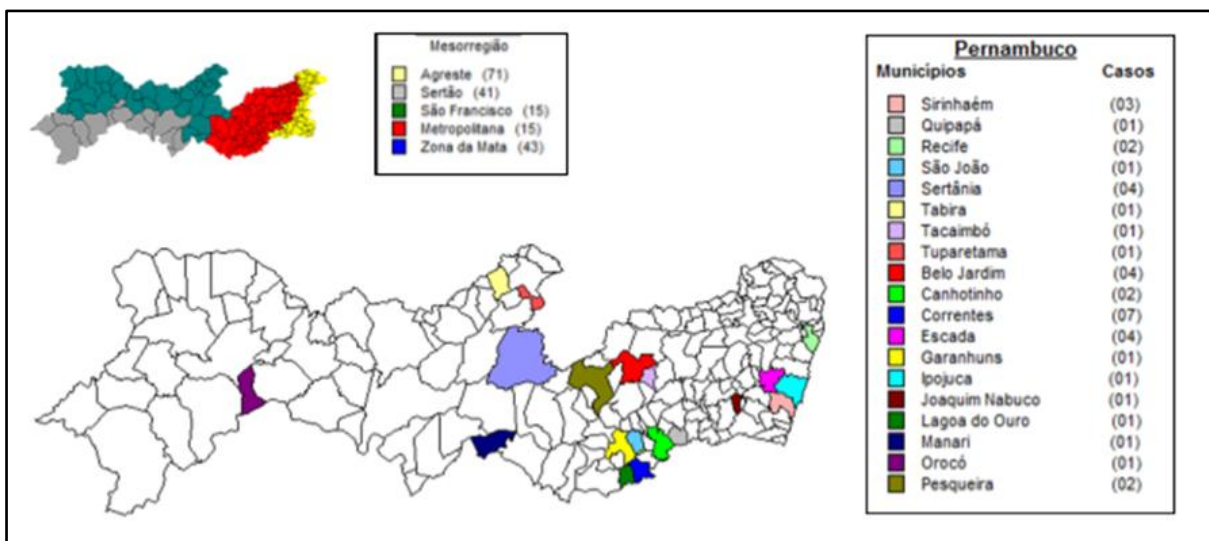 Mesorregião
Agreste (71)
Sertão (41)
São Francisco (15)
Metropolitana (15)
Zona da Mata (43)
Pernambuco
Municípios Casos
Sirinhaém (03)
Quipapá (01)
Recife (02)
São João (01)
Sertânia (04)
Tabira (01)
Tacaimbó (01)
Tuparetama (01)
Belo Jardim (04)
Canhotinho (02)
Correntes (07)
Escada (04)
Garanhuns (01)
Ipojuca (01)
Joaquim Nabuco (01)
Lagoa do Ouro (01)
Manari (01)
Orocó (01)
Pesqueira (02)